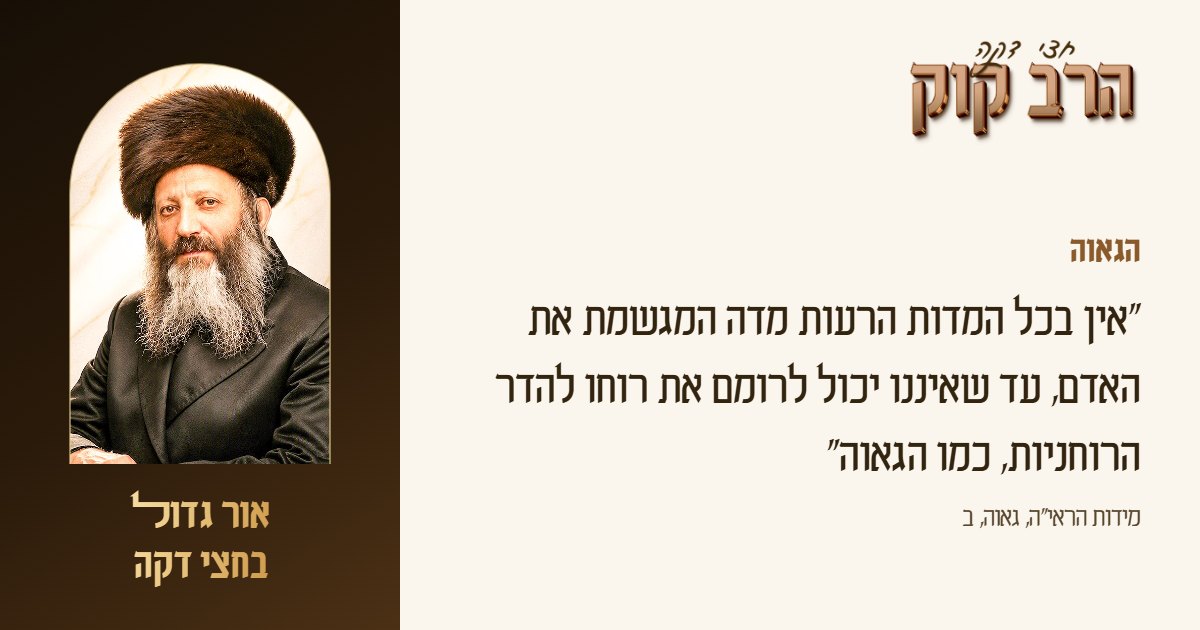 חצי דקה
הרב קוק
הגאוה
"אין בכל המדות הרעות מדה המגשמת את
האדם, עד שאיננו יכול לרומם את רוחו להדר
הרוחניות, כמו הגאוה"
מידות הראי"ה, גאוה, ב
אור גדול
בחצי דקה